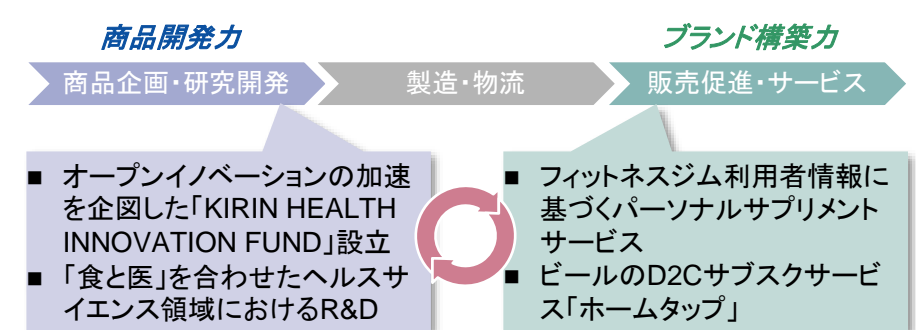 商品開発力
ブランド構築力
商品企画・研究開発
製造・物流
販売促進・サービス
■ オープンイノベーションの加速
を企図した「KIRIN HEALTH
INNOVATION FUND」設立
■ 「食と医」を合わせたヘルスサ
イエンス領域におけるR&D
■ フィットネスジム利用者情報に
基づくパーソナルサプリメント
サービス
■ ビールのD2Cサブスクサービ
ス「ホームタップ」